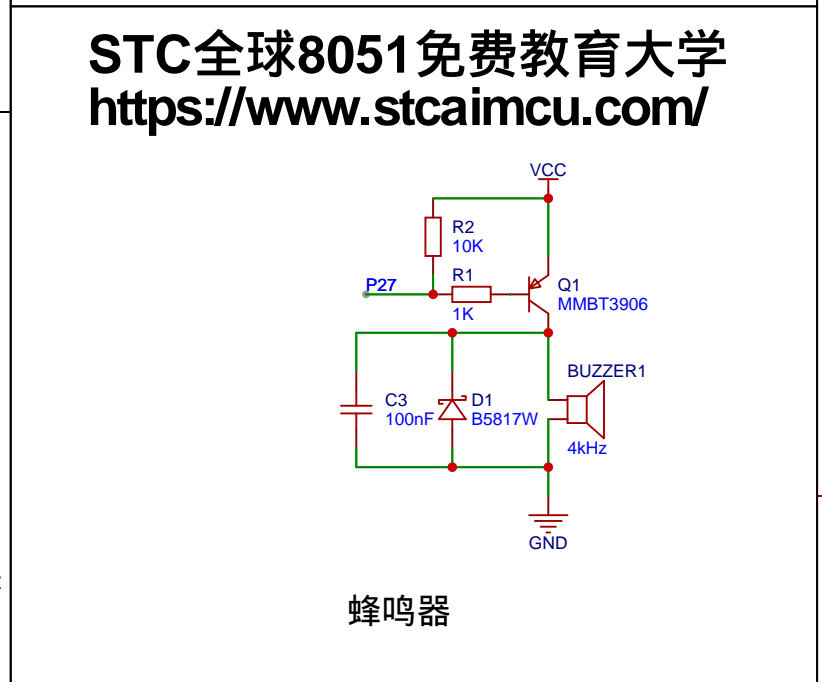 STC全球8051免费教育大学
https://www.stcaimcu.com/
VCC
R2
10K
P27
R1
1K
Q1
MMBT3906
BUZZER1
4kHz
C3
100nF
D1
B5817W
GND
蜂鸣器